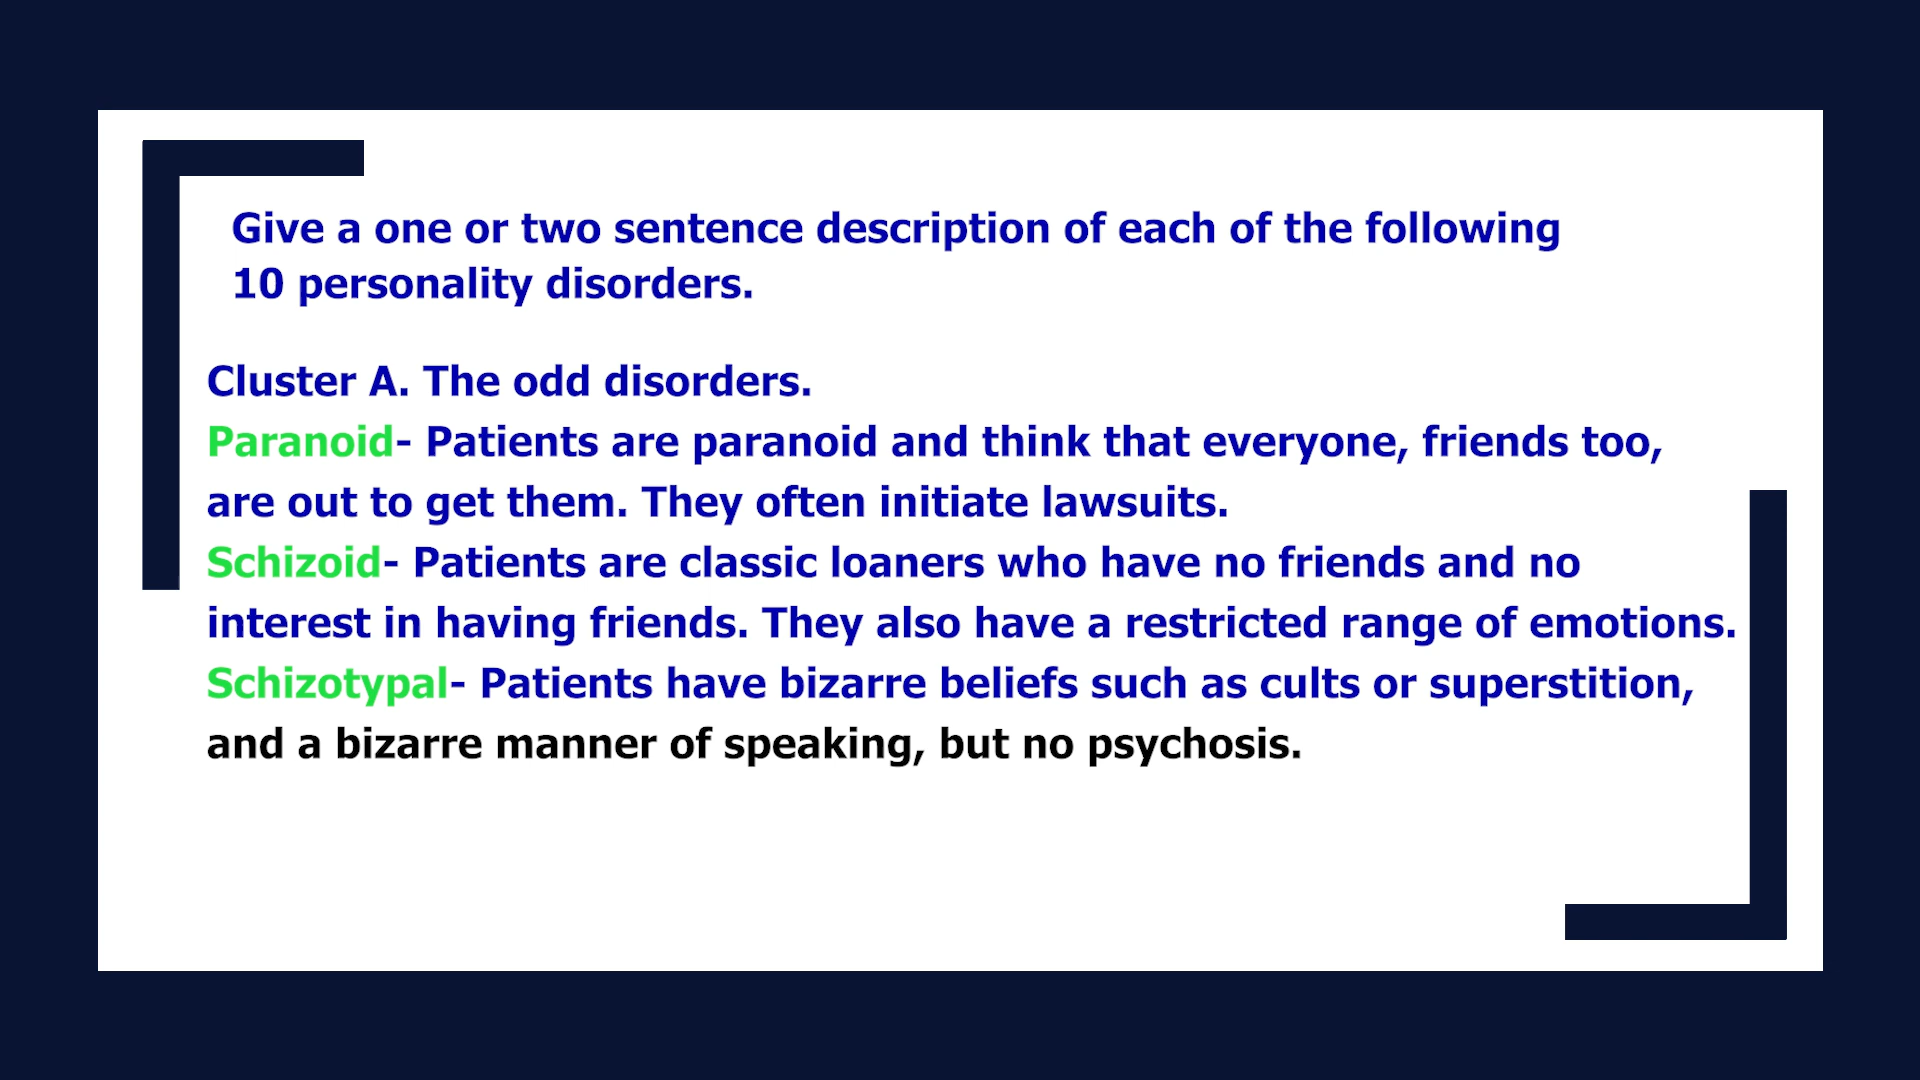 Give a one or two sentence description of each of the following
10 personality disorders.
Cluster A. The odd disorders.
Paranoid- Patients are paranoid and think that everyone, friends too,
are out to get them. They often initiate lawsuits.
Schizoid- Patients are classic loaners who have no friends and no
interest in having friends. They also have a restricted range of emotions.
Schizotypal- Patients have bizarre beliefs such as cults or superstition,
and a bizarre manner of speaking, but no psychosis.